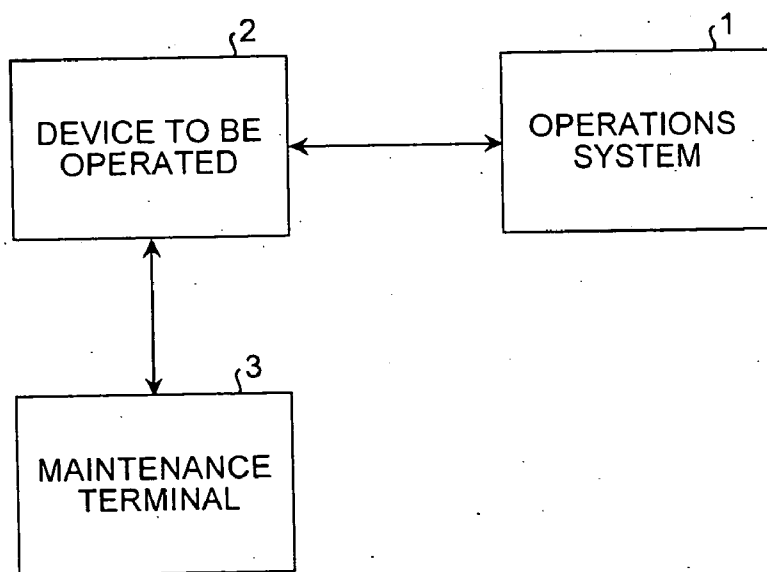 2
DEVICE TO BE
OPERATED
1
OPERATIONS
SYSTEM
3
MAINTENANCE
TERMINAL